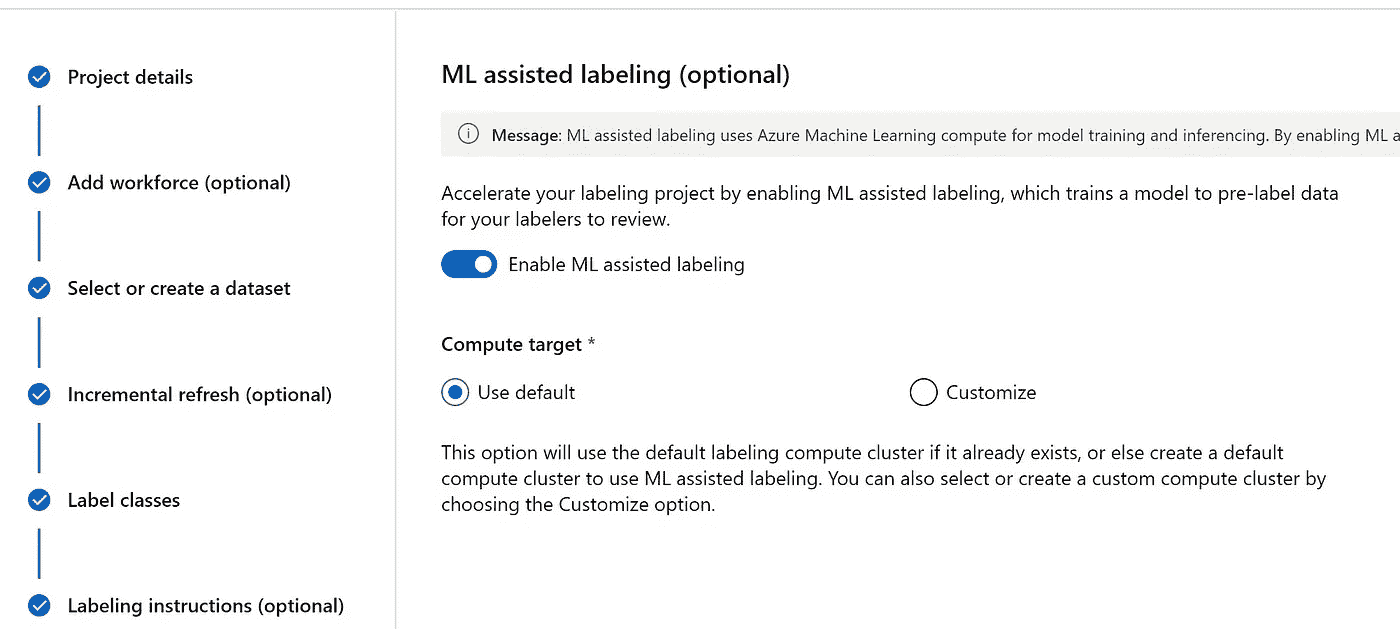 Project details
Add workforce (optional)
Select or create a dataset
Incremental refresh (optional)
Label classes
Labeling instructions (optional)
ML assisted labeling (optional)
Message: ML assisted labeling uses Azure Machine Learning compute for model training and inferencing. By enabling ML a
Accelerate your labeling project by enabling ML assisted labeling, which trains a model to pre-label data
for your labelers to review.
Enable ML assisted labeling
Compute target *
Use default
Customize
This option will use the default labeling compute cluster if it already exists, or else create a default
compute cluster to use ML assisted labeling. You can also select or create a custom compute cluster by
choosing the Customize option.